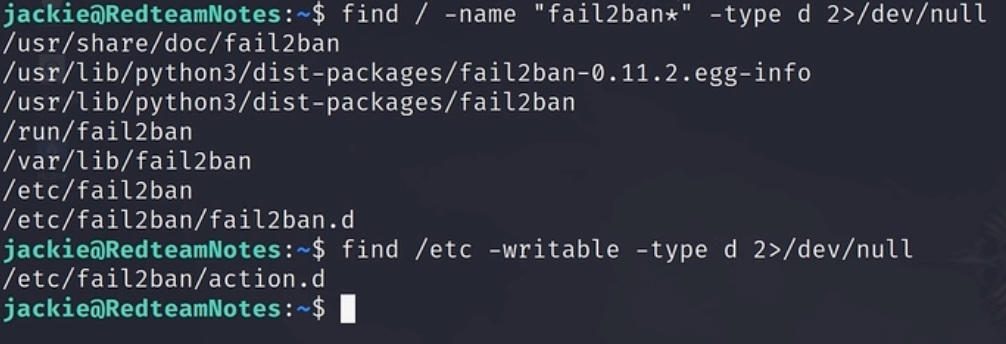 jackie@RedteamNotes:~$ find / -name "fail2ban*" -type d 2>/dev/null
/usr/share/doc/fail2ban
/usr/lib/python3/dist-packages/fail2ban-0.11.2.egg-info
/usr/lib/python3/dist-packages/fail2ban
/run/fail2ban
/var/lib/fail2ban
/etc/fail2ban
/etc/fail2ban/fail2ban.d
jackie@RedteamNotes:~$ find /etc -writable -type d 2>/dev/null
/etc/fail2ban/action.d
jackie@RedteamNotes:~$